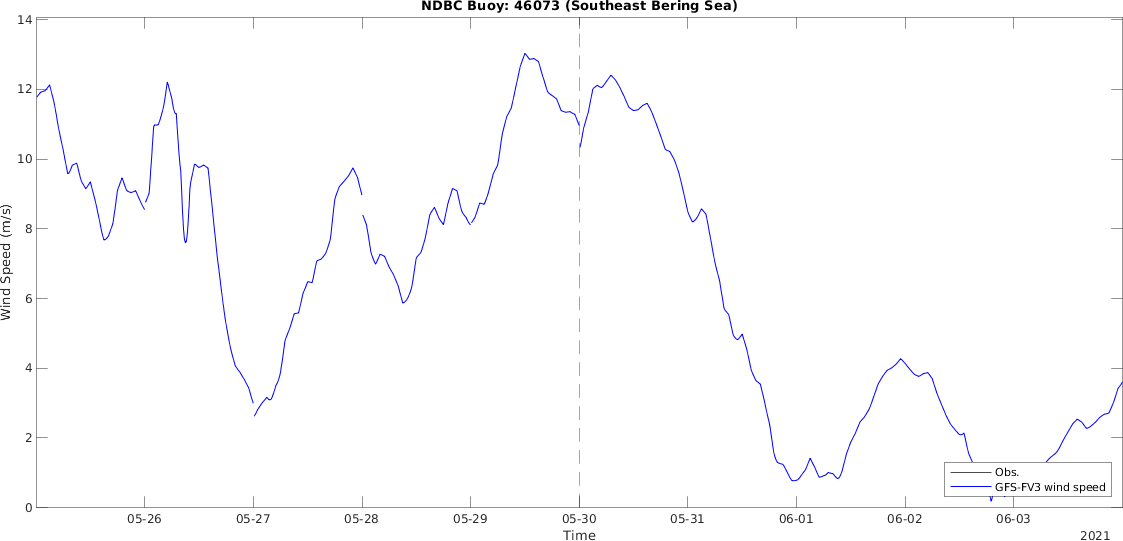 NDBC Buoy: 46073 (Southeast Bering Sea)
14
12
10
8
6
4
2
0
Wind Speed (m/s)
Obs.
GFS-FV3 wind speed
05-26 05-27 05-28 05-29 05-30 05-31 06-01 06-02 06-03
Time
2021